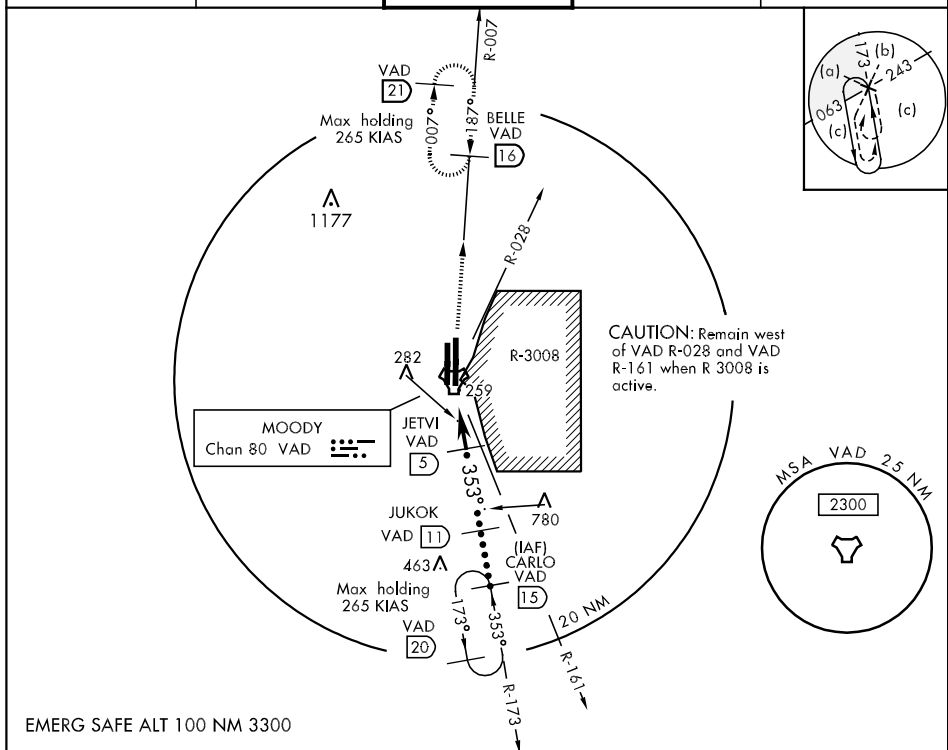 R-007
VAD
21
Max holding
265 KIAS
007°
187°
BELLE
VAD
16
173
(a)
(b)
243
063
(c)
(c)
1177
R-028
R-3008
CAUTION: Remain west
of VAD R-028 and VAD
R-161 when R 3008 is
active.
282
259
MOODY
Chan 80 VAD
JETVI
VAD
5
353°
MSA VAD 25 NM
2300
JUKOK
VAD 11
780
(IAF)
CARLO
VAD
15
463
Max holding
265 KIAS
VAD
20
173°
353°
20 NM
R-161
R-173
EMERG SAFE ALT 100 NM 3300